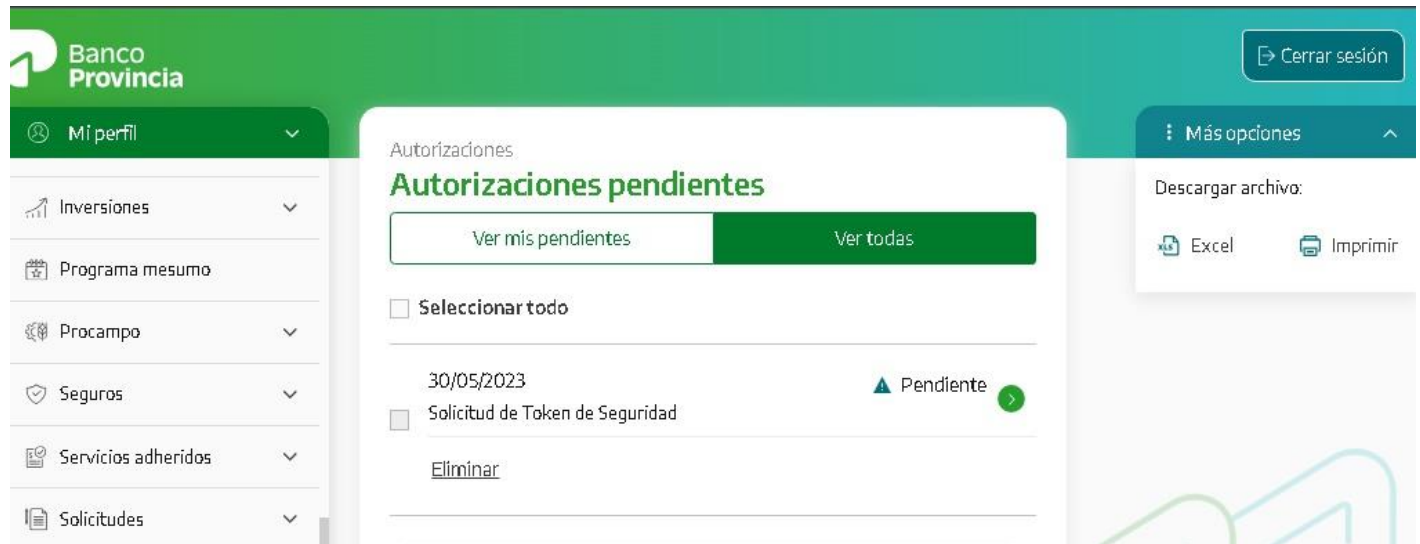 Banco
Provincia
Cerrar sesión
Mi perfil
Más opciones
Autorizaciones
Autorizaciones pendientes
Descargar archivo:
Inversiones
Ver mis pendientes
Ver todas
XLS
Excel
Imprimir
Programa mesumo
Seleccionar todo
Procampo
30/05/2023
Pendiente
Solicitud de Token de Seguridad
Seguros
Servicios adheridos
Eliminar
Solicitudes